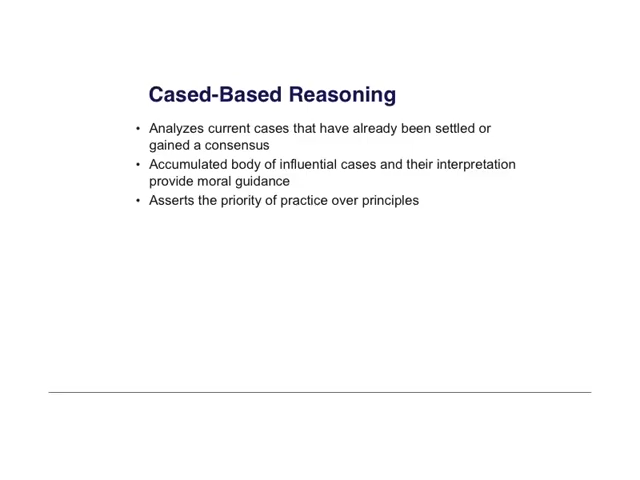 Cased-Based Reasoning
• Analyzes current cases that have already been settled or
gained a consensus
• Accumulated body of influential cases and their interpretation
provide moral guidance
• Asserts the priority of practice over principles